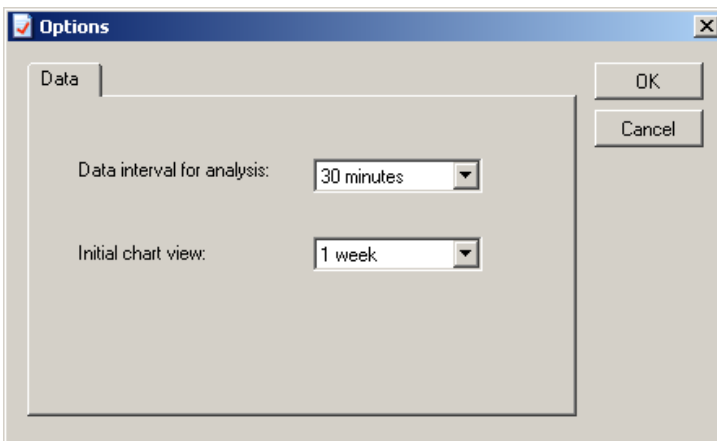 Options
Data
OK
Cancel
Data interval for analysis:
30 minutes
Initial chart view:
1 week